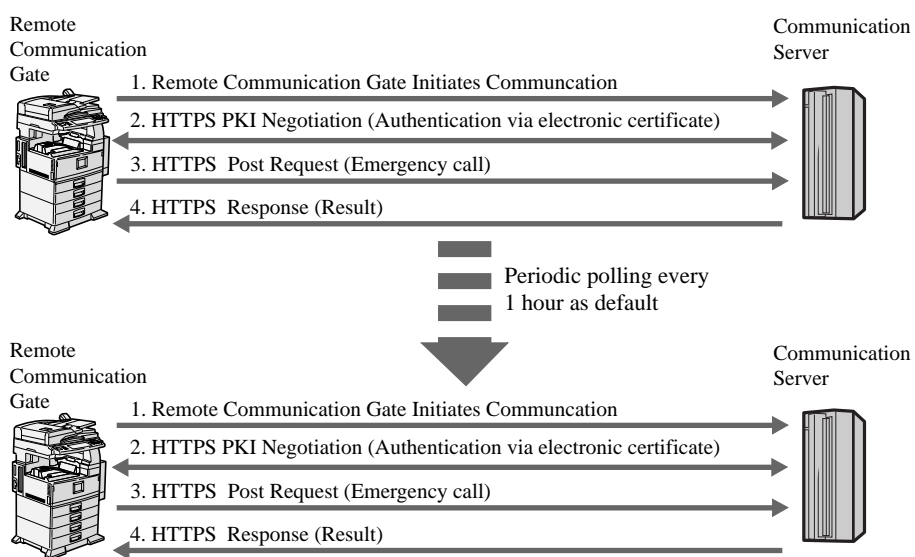 Remote
Communication
Gate
Communication
Server
1. Remote Communication Gate Initiates Communcation
2. HTTPS PKI Negotiation (Authentication via electronic certificate)
3. HTTPS  Post Request (Emergency call)
4. HTTPS  Response (Result)
Periodic polling every
1 hour as default
Remote
Communication
Gate
Communication
Server
1. Remote Communication Gate Initiates Communcation
2. HTTPS PKI Negotiation (Authentication via electronic certificate)
3. HTTPS  Post Request (Emergency call)
4. HTTPS  Response (Result)